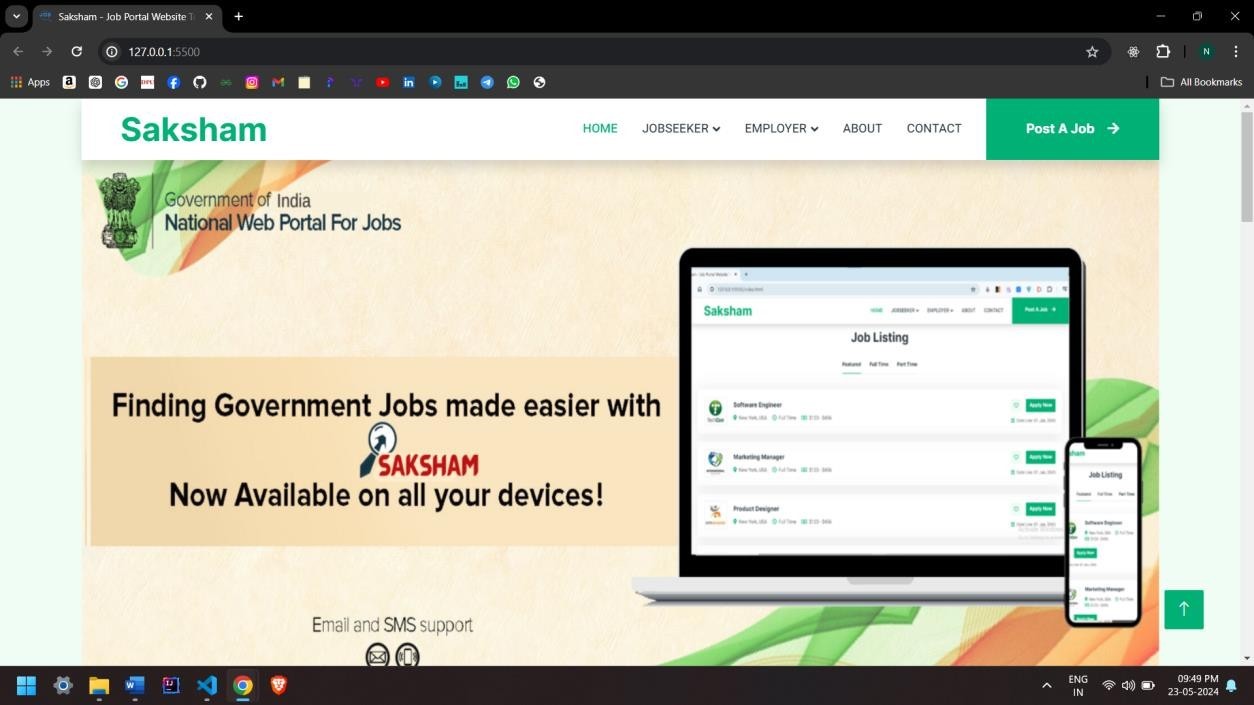 Saksham - Job Portal Website T
127.0.0.1:5500
N
Apps
All Bookmarks
Saksham
HOME
JOBSEEKER
EMPLOYER
ABOUT
CONTACT
Post A Job
Government of India
National Web Portal For Jobs
Saksham
HOME
JOBSEEKER
EMPLOYER
ABOUT
CONTACT
Post A Job
Job Listing
Featured
Full Time
Part Time
Software Engineer
Apply Now
New York, USA
Full Time
$123 - $456
Marketing Manager
Apply Now
New York, USA
Full Time
$123 - $456
Product Designer
Apply Now
New York, USA
Full Time
$123 - $456
Finding Government Jobs made easier with
SAKSHAM
Now Available on all your devices!
Job Listing
Featured
Full Time
Part Time
Software Engineer
Apply Now
Marketing Manager
Email and SMS support
ENG
IN
09:49 PM
23-05-2024